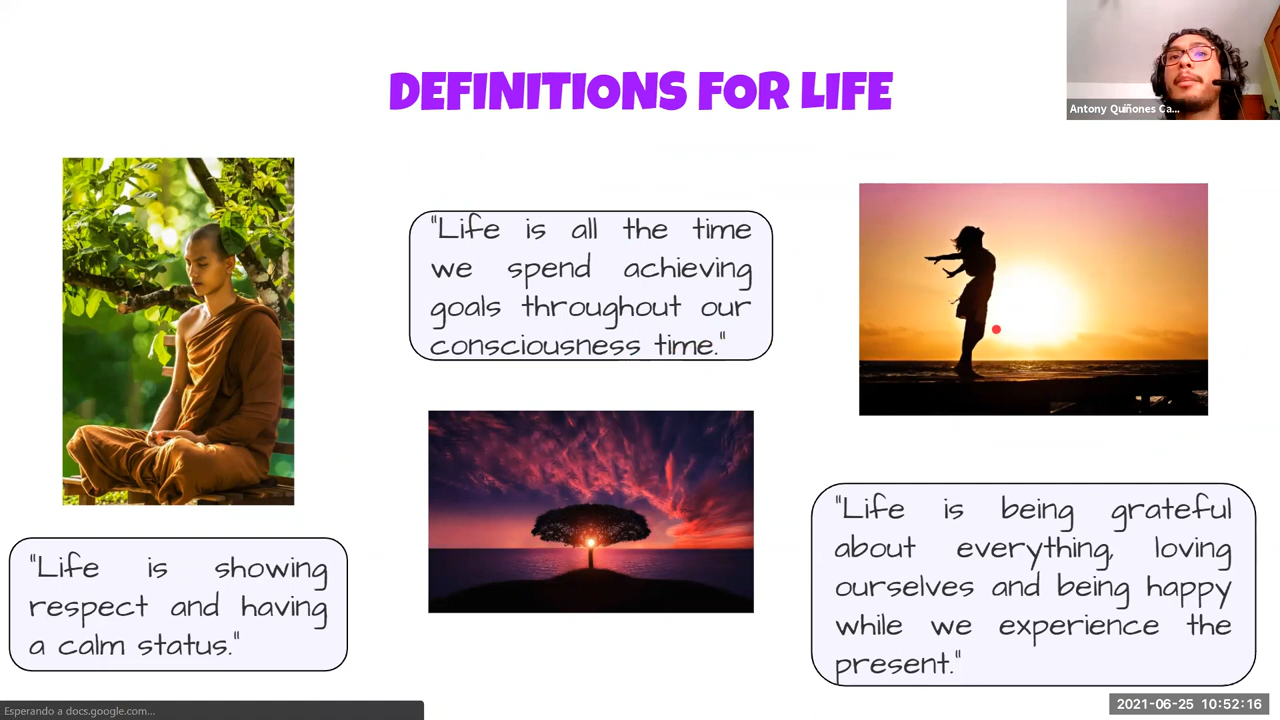 DEFINITIONS FOR LIFE
Antony Quiñones Ca...
"Life is all the time
we spend achieving
goals throughout our
consciousness time."
"Life is showing
respect and having
a calm status."
"Life is being grateful
about everything, loving
ourselves and being happy
while we experience the
present."
Esperando a docs.google.com...
2021-06-25 10:52:16